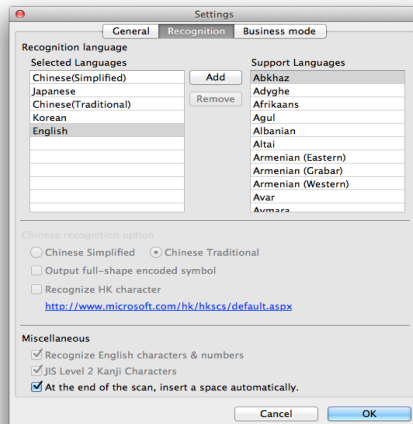 Settings
General Recognition Business mode
Recognition language
Selected Languages
Support Languages
Chinese(Simplified)
Japanese
Chinese(Traditional)
Korean
English
Add
Remove
Abkhaz
Adyghe
Afrikaans
Agul
Albanian
Altai
Armenian (Eastern)
Armenian (Grabar)
Armenian (Western)
Avar
Aymara
Chinese recognition option
Chinese Simplified Chinese Traditional
Output full-shape encoded symbol
Recognize HK character
http://www.microsoft.com/hk/hkscs/default.aspx
Miscellaneous
Recognize English characters & numbers
JIS Level 2 Kanji Characters
At the end of the scan, insert a space automatically.
Cancel OK